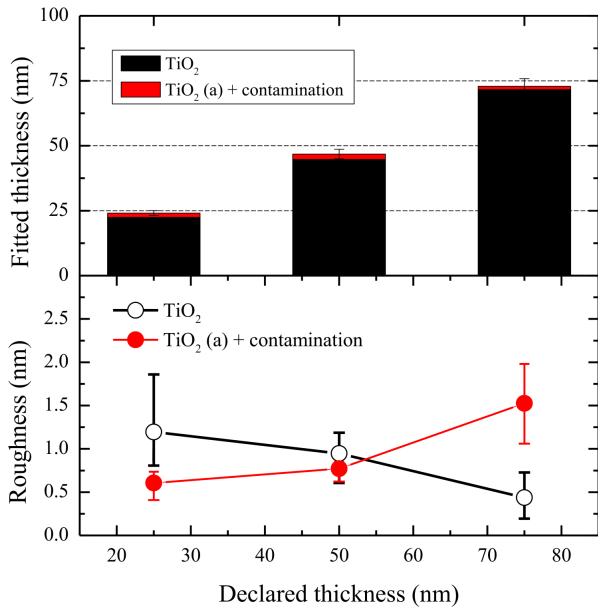 100
75
50
25
0
Fitted thickness (nm)
TiO₂
TiO₂ (a) + contamination
2.5
2.0
1.5
1.0
0.5
0.0
Roughness (nm)
TiO₂
TiO₂ (a) + contamination
20 30 40 50 60 70 80
Declared thickness (nm)